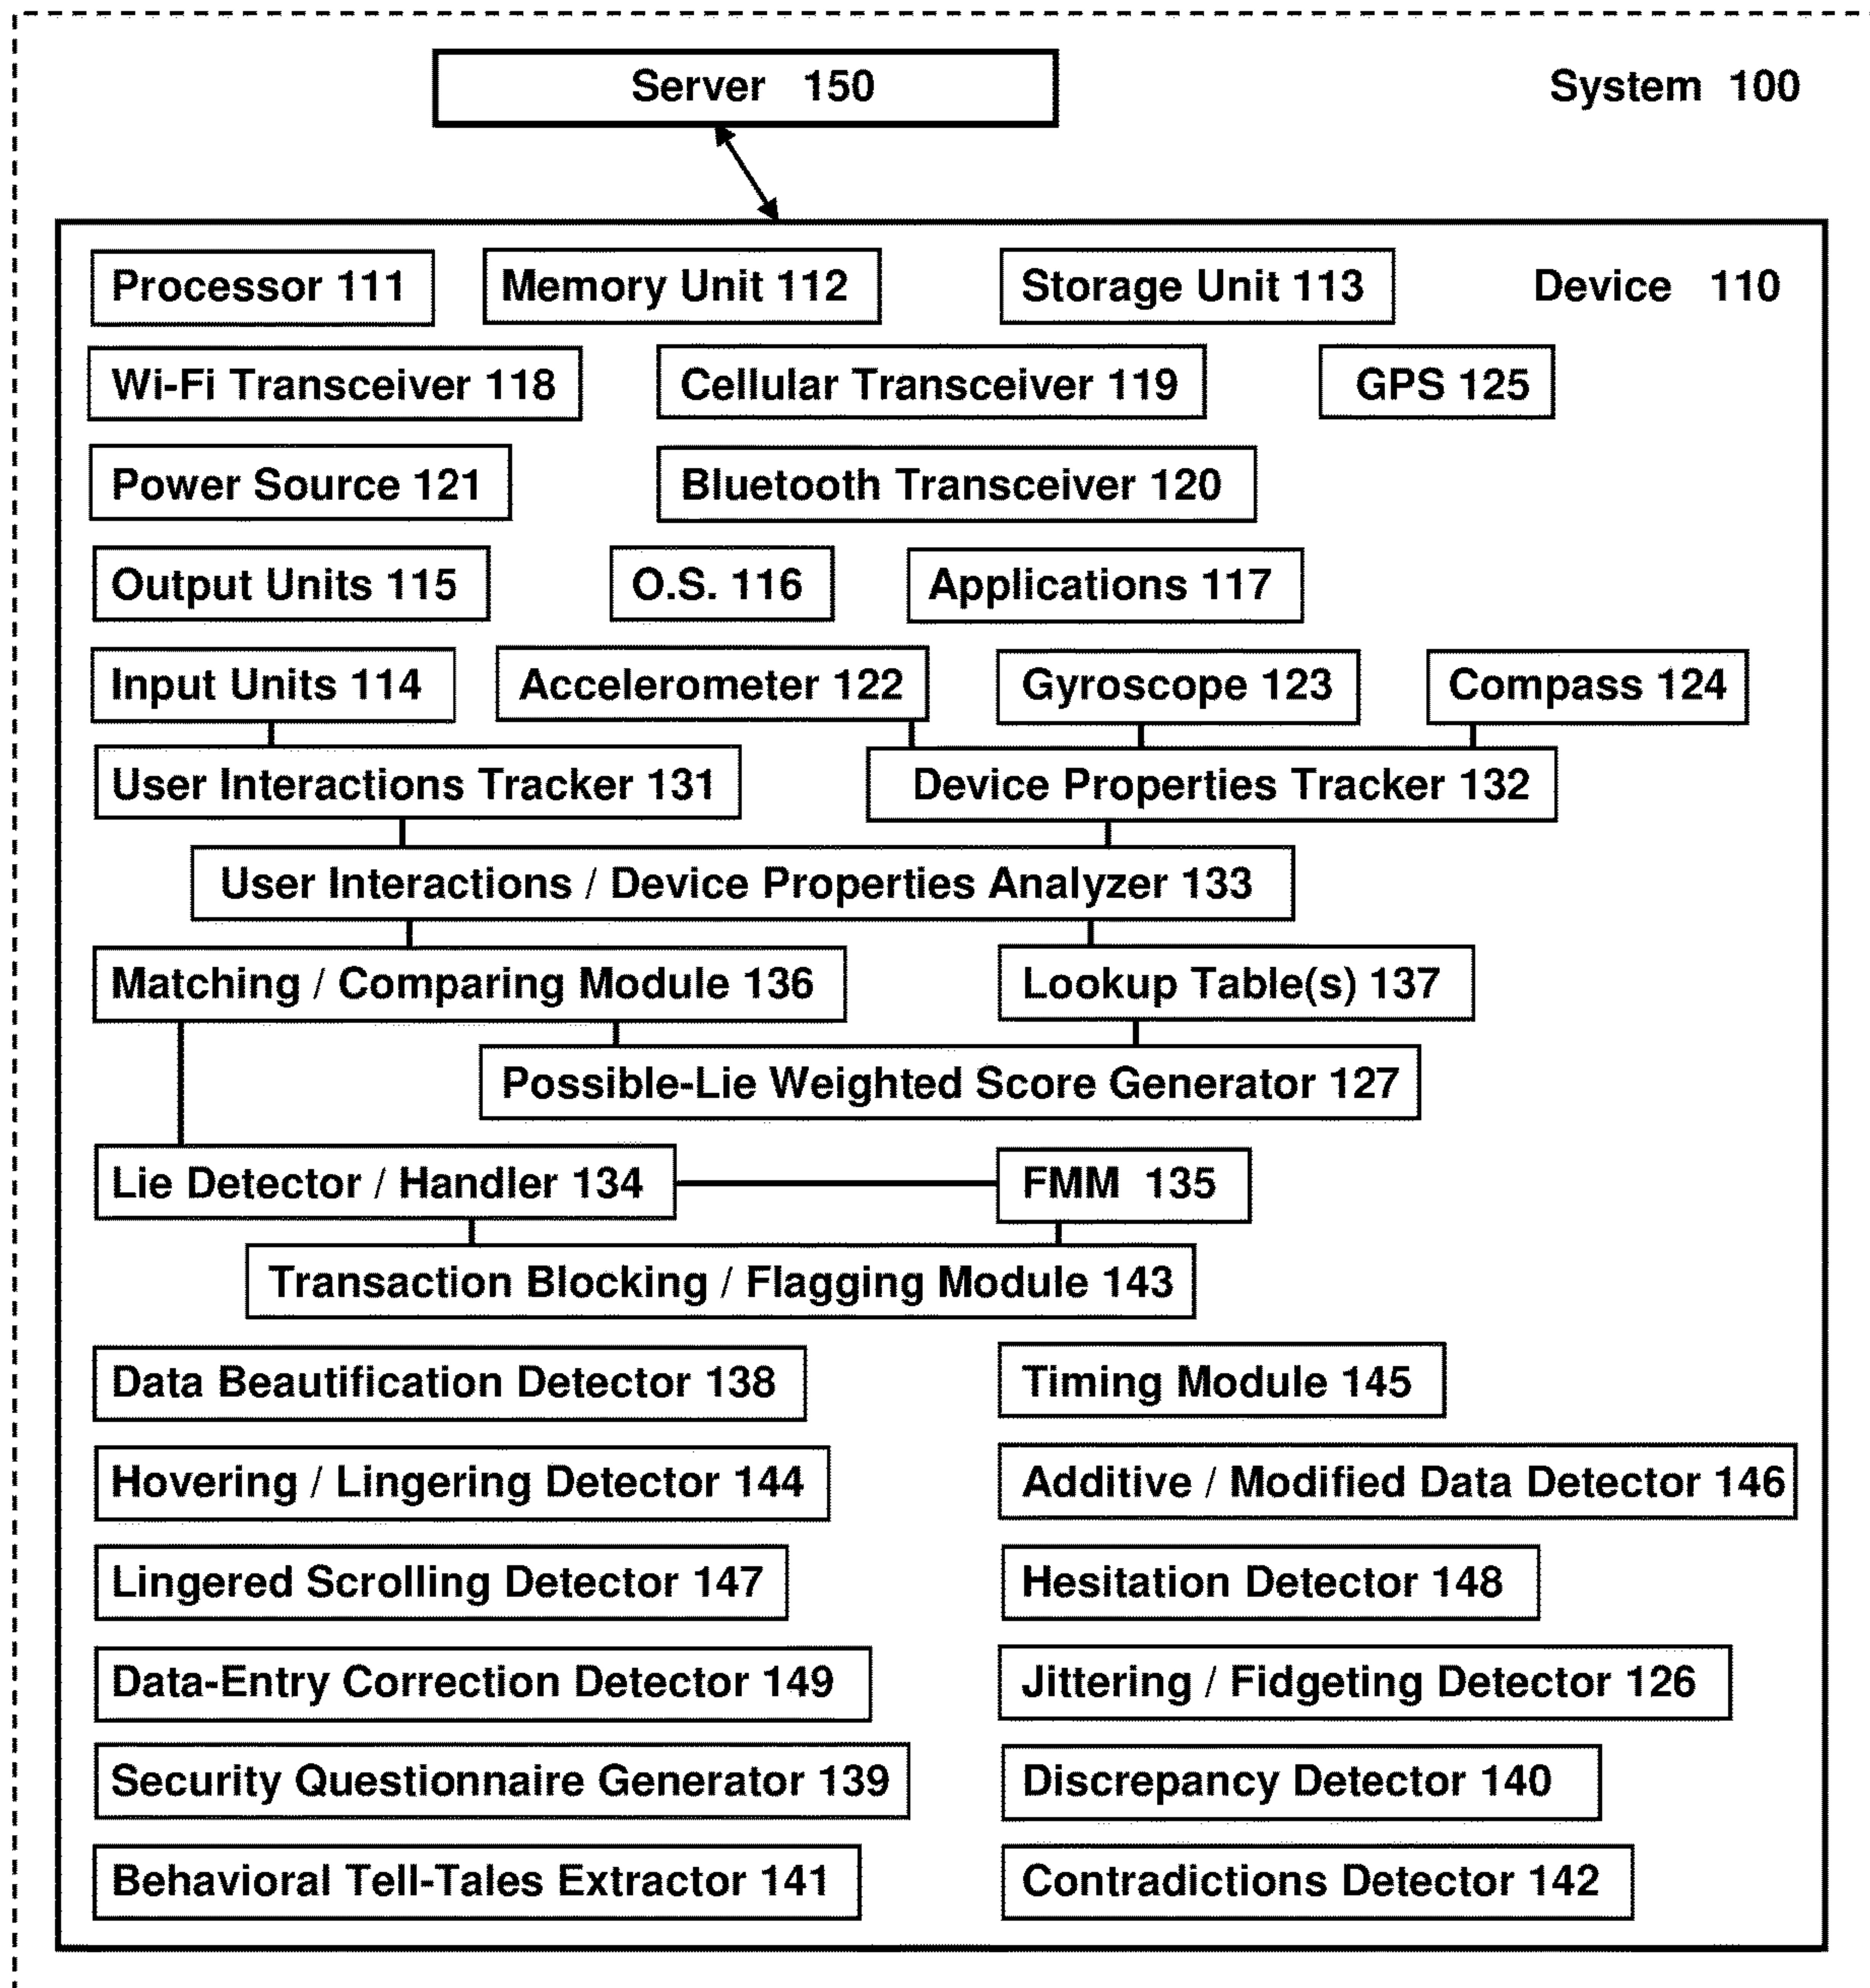 Server 150
System 100
Processor 111
Memory Unit 112
Storage Unit 113
Device 110
Wi-Fi Transceiver 118
Cellular Transceiver 119
GPS 125
Power Source 121
Bluetooth Transceiver 120
Output Units 115
O.S. 116
Applications 117
Input Units 114
Accelerometer 122
Gyroscope 123
Compass 124
User Interactions Tracker 131
Device Properties Tracker 132
User Interactions / Device Properties Analyzer 133
Matching / Comparing Module 136
Lookup Table(s) 137
Possible-Lie Weighted Score Generator 127
Lie Detector / Handler 134
FMM 135
Transaction Blocking / Flagging Module 143
Data Beautification Detector 138
Timing Module 145
Hovering / Lingering Detector 144
Additive / Modified Data Detector 146
Lingered Scrolling Detector 147
Hesitation Detector 148
Data-Entry Correction Detector 149
Jittering / Fidgeting Detector 126
Security Questionnaire Generator 139
Discrepancy Detector 140
Behavioral Tell-Tales Extractor 141
Contradictions Detector 142